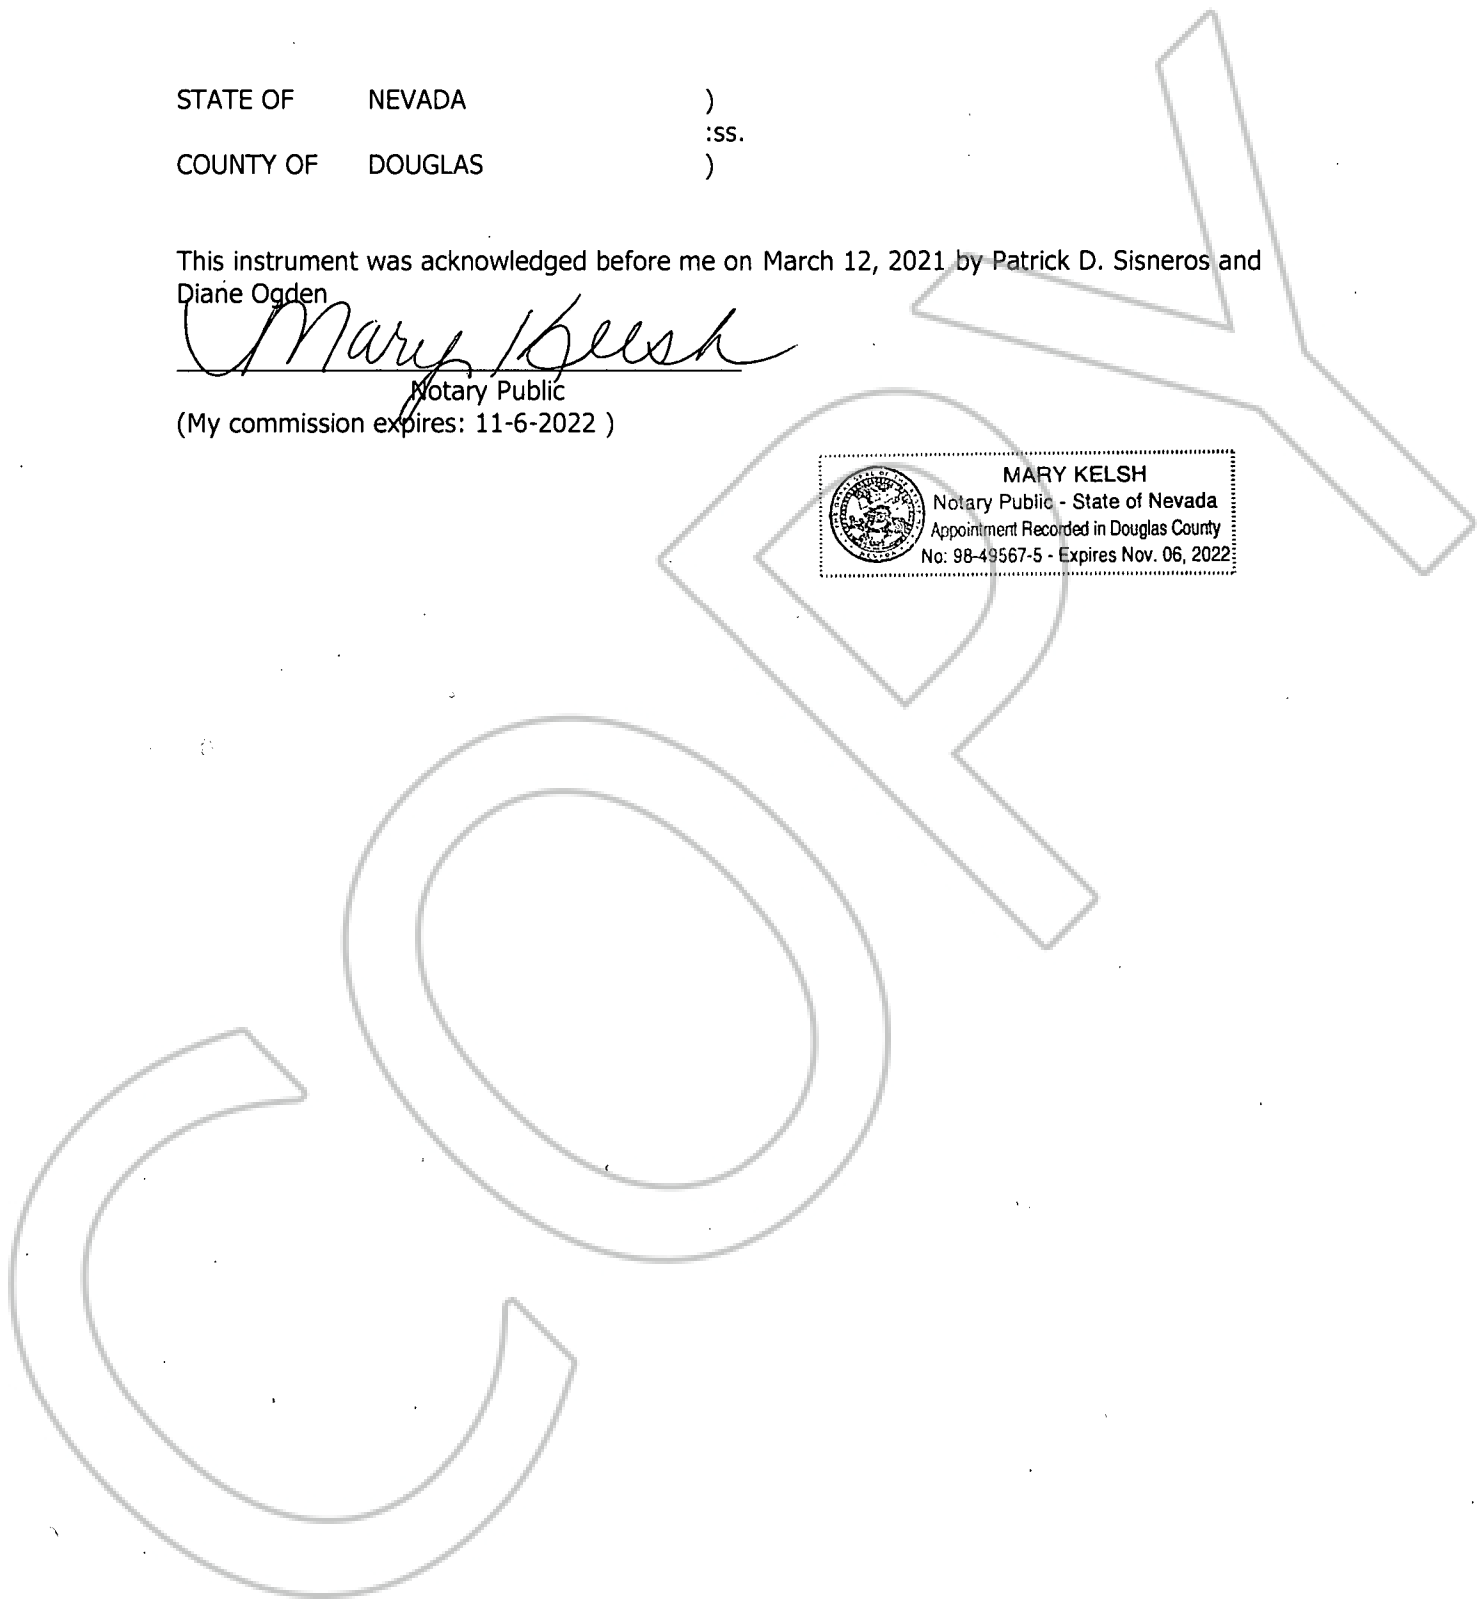 STATE OF NEVADA )
:ss.
COUNTY OF DOUGLAS )
This instrument was acknowledged before me on March 12, 2021 by Patrick D. Sisneros and
Diane Ogden
Mary Kelsh
Notary Public
(My commission expires: 11-6-2022 )
MARY KELSH
Notary Public - State of Nevada
Appointment Recorded in Douglas County
No: 98-49567-5 - Expires Nov. 06, 2022
COPY